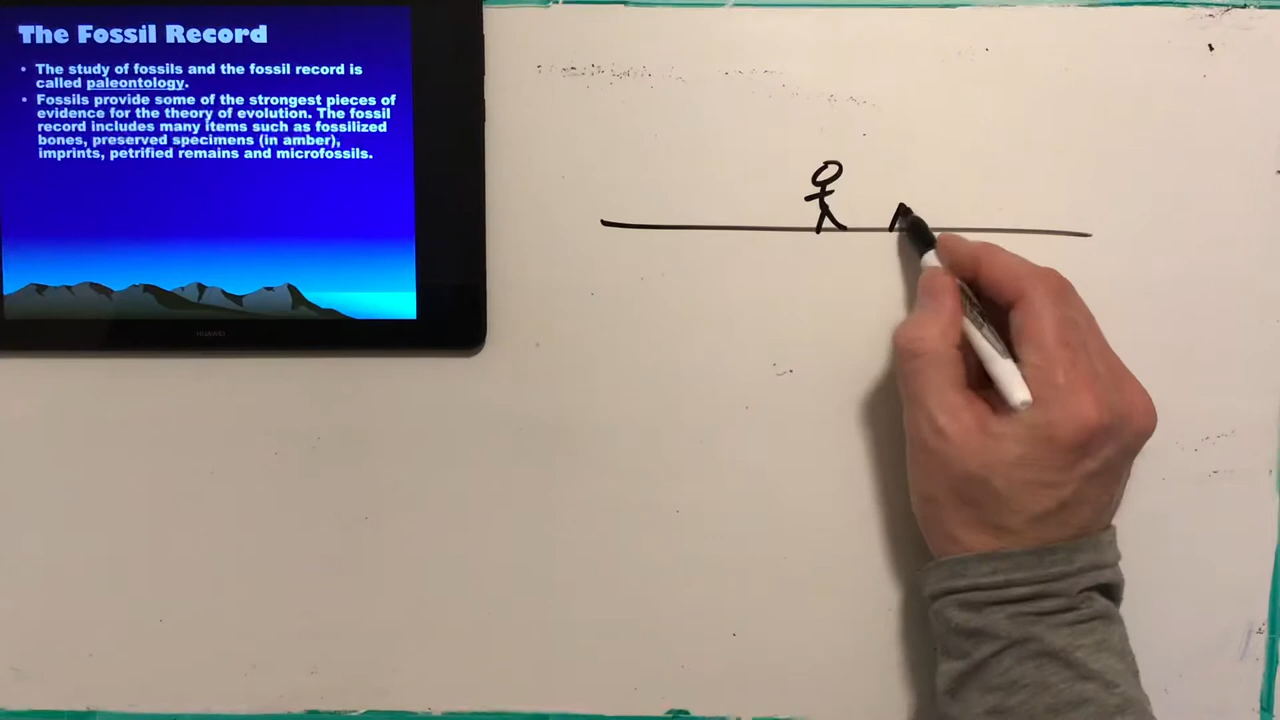 The Fossil Record
• The study of fossils and the fossil record is
called paleontology.
• Fossils provide some of the strongest pieces of
evidence for the theory of evolution. The fossil
record includes many items such as fossilized
bones, preserved specimens (in amber),
imprints, petrified remains and microfossils.
HUAWEI